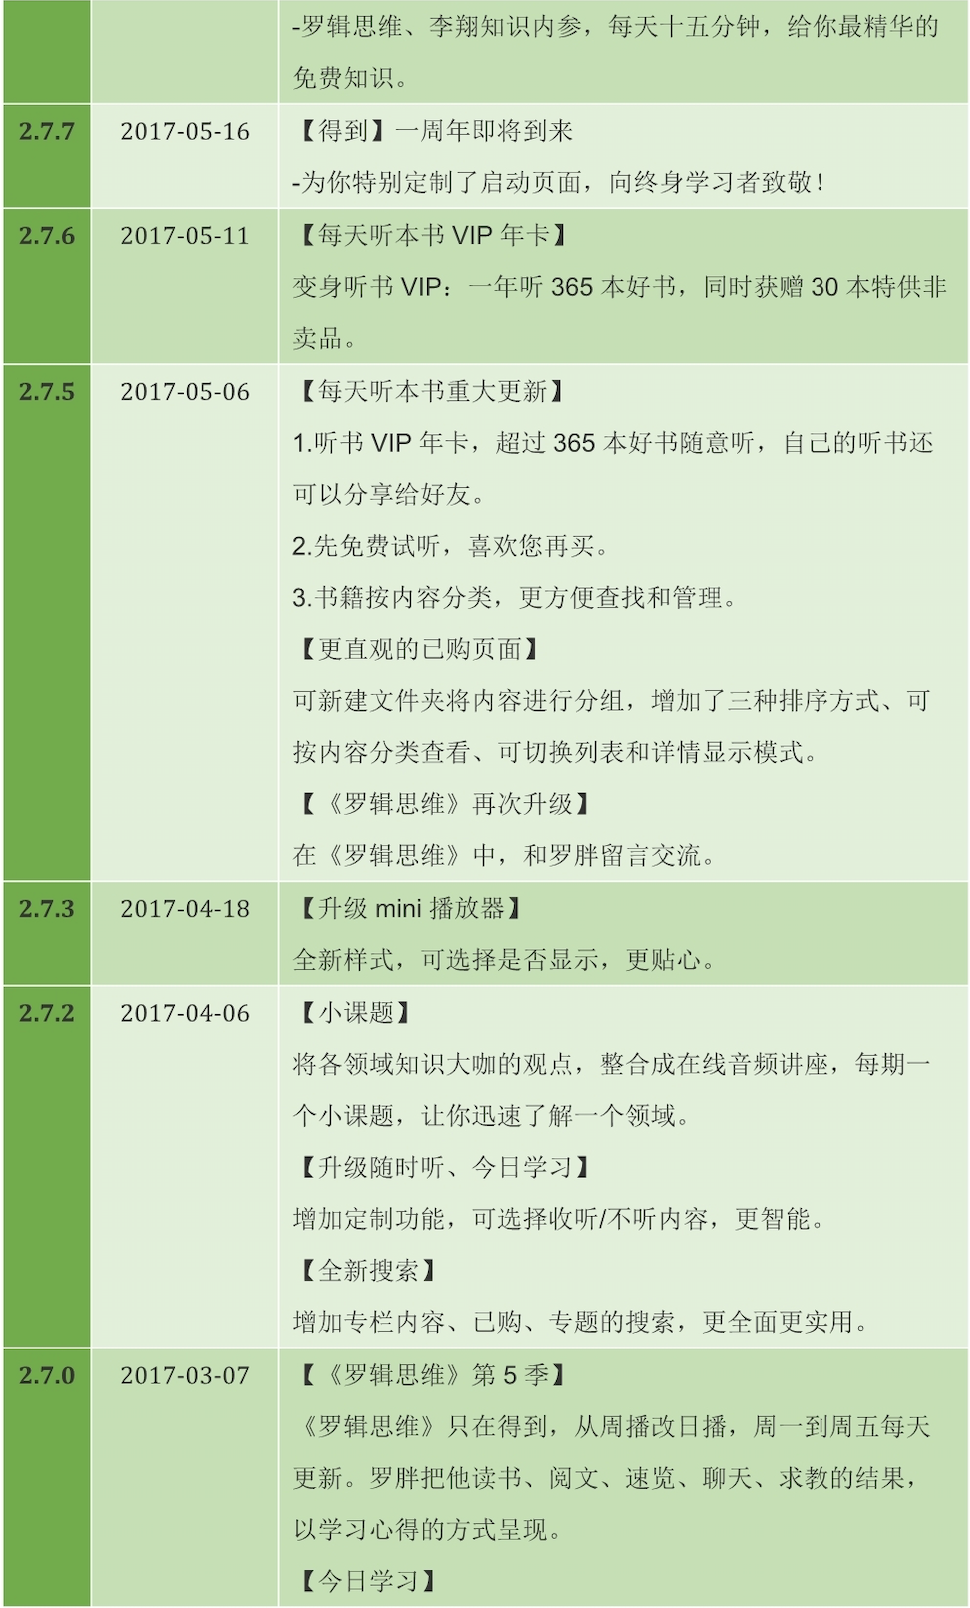 -罗辑思维、李翔知识内参，每天十五分钟，给你最精华的
免费知识。
2.7.7 2017-05-16 【得到】一周年即将到来
-为你特别定制了启动页面，向终身学习者致敬！
2.7.6 2017-05-11 【每天听本书 VIP 年卡】
变身听书 VIP：一年听 365 本好书，同时获赠 30 本特供非
卖品。
2.7.5 2017-05-06 【每天听本书重大更新】
1.听书 VIP 年卡，超过 365 本好书随意听，自己的听书还
可以分享给好友。
2.先免费试听，喜欢您再买。
3.书籍按内容分类，更方便查找和管理。
【更直观的已购页面】
可新建文件夹将内容进行分组，增加了三种排序方式、可
按内容分类查看、可切换列表和详情显示模式。
【《罗辑思维》再次升级】
在《罗辑思维》中，和罗胖留言交流。
2.7.3 2017-04-18 【升级 mini 播放器】
全新样式，可选择是否显示，更贴心。
2.7.2 2017-04-06 【小课题】
将各领域知识大咖的观点，整合成在线音频讲座，每期一
个小课题，让你迅速了解一个领域。
【升级随时听、今日学习】
增加定制功能，可选择收听/不听内容，更智能。
【全新搜索】
增加专栏内容、已购、专题的搜索，更全面更实用。
2.7.0 2017-03-07 【《罗辑思维》第 5 季】
《罗辑思维》只在得到，从周播改日播，周一到周五每天
更新。罗胖把他读书、阅文、速览、聊天、求教的结果，
以学习心得的方式呈现。
【今日学习】